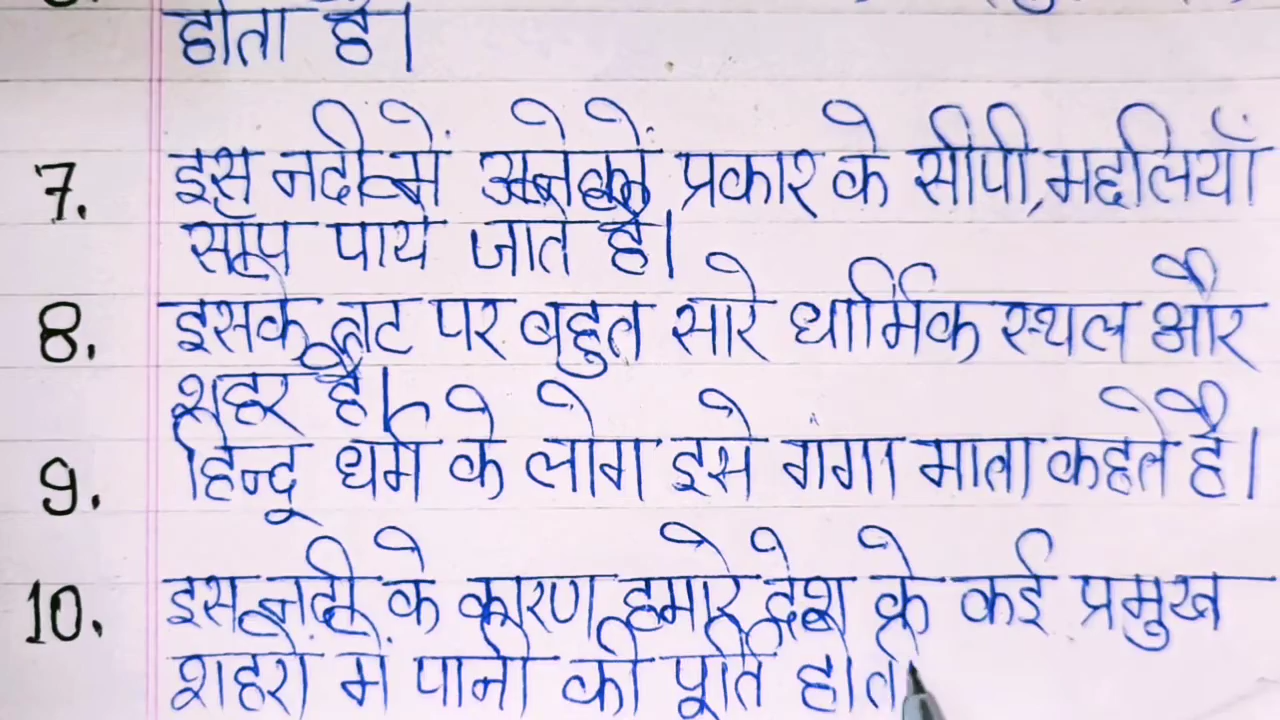 होता है।
7. इस नदी में अनेकों प्रकार के सीपी, मछलियाँ
साँप पाये जाते है।
8. इसके तट पर बहुत सारे धार्मिक स्थल और
शहर है।
9. हिन्दू धर्म के लोग इसे गंगा माता कहते है।
10. इस नदी के कारण हमारे देश के कई प्रमुख
शहरों में पानी की पूर्ति होत